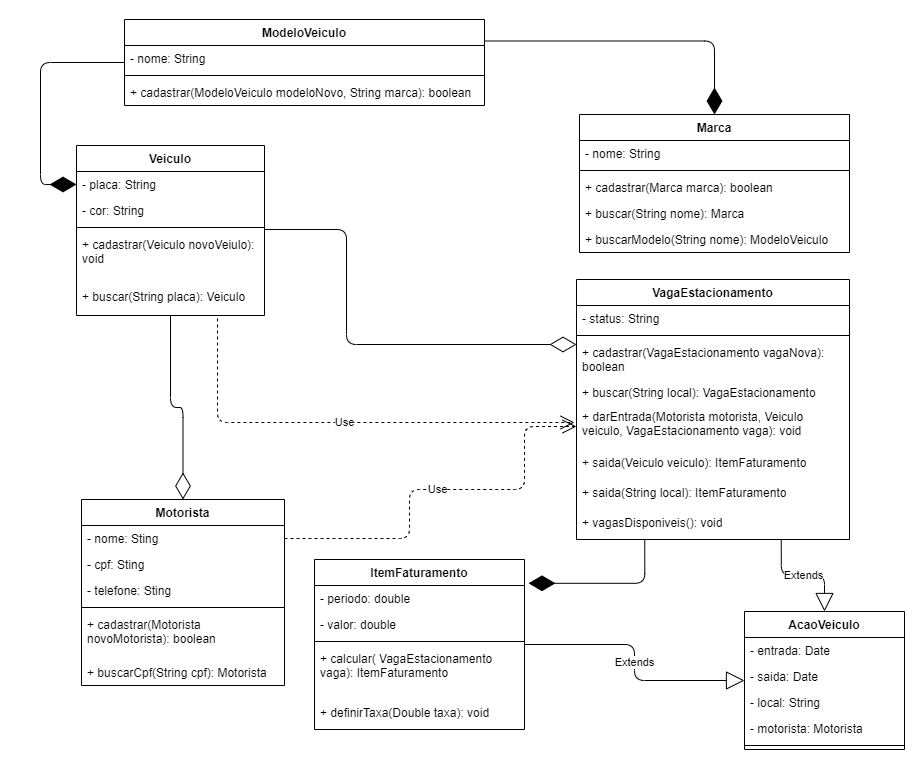 ModeloVeiculo
- nome: String
+ cadastrar(ModeloVeiculo modeloNovo, String marca): boolean
Marca
- nome: String
+ cadastrar(Marca marca): boolean
+ buscar(String nome): Marca
+ buscarModelo(String nome): ModeloVeiculo
Veiculo
- placa: String
- cor: String
+ cadastrar(Veiculo novoVeiulo):
void
+ buscar(String placa): Veiculo
VagaEstacionamento
- status: String
+ cadastrar(VagaEstacionamento vagaNova):
boolean
+ buscar(String local): VagaEstacionamento
+ darEntrada(Motorista motorista, Veiculo
veiculo, VagaEstacionamento vaga): void
+ saida(Veiculo veiculo): ItemFaturamento
+ saida(String local): ItemFaturamento
+ vagasDisponiveis(): void
Use
Use
Motorista
- nome: Sting
- cpf: Sting
- telefone: Sting
+ cadastrar(Motorista
novoMotorista): boolean
+ buscarCpf(String cpf): Motorista
ItemFaturamento
- periodo: double
- valor: double
+ calcular( VagaEstacionamento
vaga): ItemFaturamento
+ definirTaxa(Double taxa): void
Extends
Extends
AcaoVeiculo
- entrada: Date
- saida: Date
- local: String
- motorista: Motorista